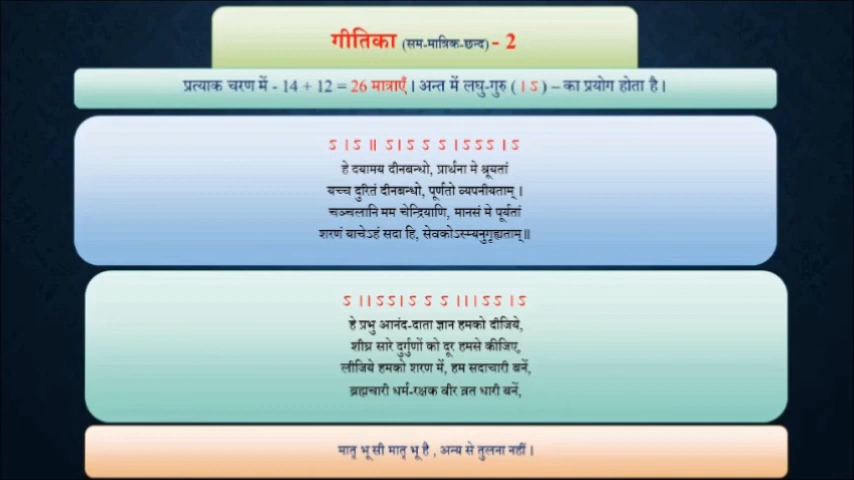 गीतिका (सम-मात्रिक-छन्द) - 2
प्रत्याक चरण में - 14 + 12 = 26 मात्राएँ । अन्त में लघु-गुरु ( । ऽ ) – का प्रयोग होता है ।
ऽ । ऽ ॥ ऽ । ऽ ऽ ऽ । ऽ ऽ ऽ । ऽ
हे दयामय दीनबन्धो, प्रार्थना मे श्रूयतां
यच्च दुरितं दीनबन्धो, पूर्णतो व्यपनीयताम् ।
चञ्चलानि मम चेन्द्रियाणि, मानसं मे पूर्यतां
शरणं याचेऽहं सदा हि, सेवकोऽस्म्यनुगृह्यताम् ॥
ऽ । । ऽ ऽ । ऽ ऽ ऽ । । । ऽ ऽ । ऽ
हे प्रभु आनंद-दाता ज्ञान हमको दीजिये,
शीघ्र सारे दुर्गुणों को दूर हमसे कीजिए,
लीजिये हमको शरण में, हम सदाचारी बनें,
ब्रह्मचारी धर्म-रक्षक वीर व्रत धारी बनें,
मातृ भू सी मातृ भू है , अन्य से तुलना नहीं ।